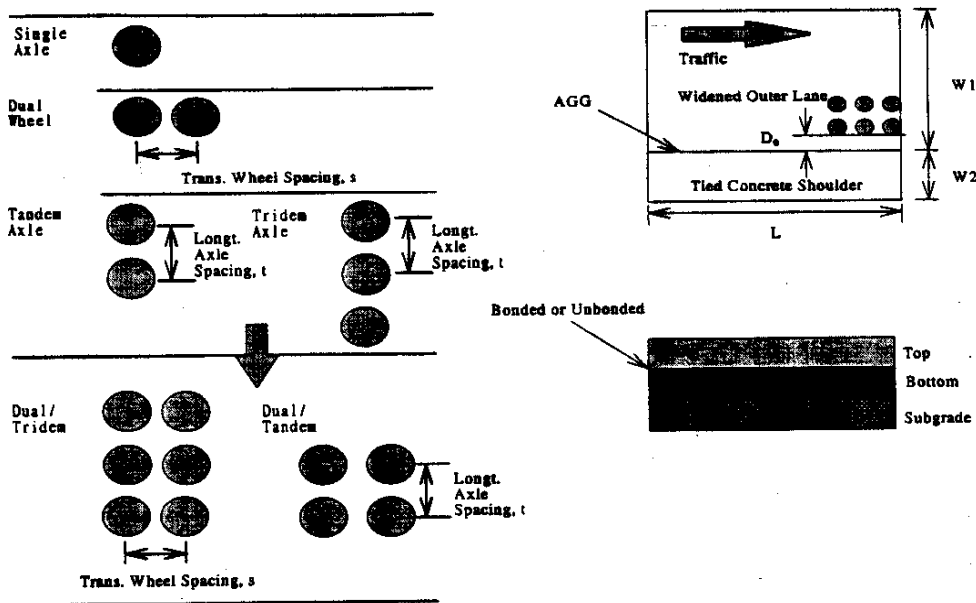 Single
Axle
Dual
Wheel
Trans. Wheel Spacing, s
Tandem
Axle
Longt.
Axle
Spacing, t
Tridem
Axle
Longt.
Axle
Spacing, t
Dual/
Tridem
Dual/
Tandem
Longt.
Axle
Spacing, t
Trans. Wheel Spacing, s
Traffic
Widened Outer Lane
AGG
D₀
Tied Concrete Shoulder
W1
W2
L
Bonded or Unbonded
Top
Bottom
Subgrade